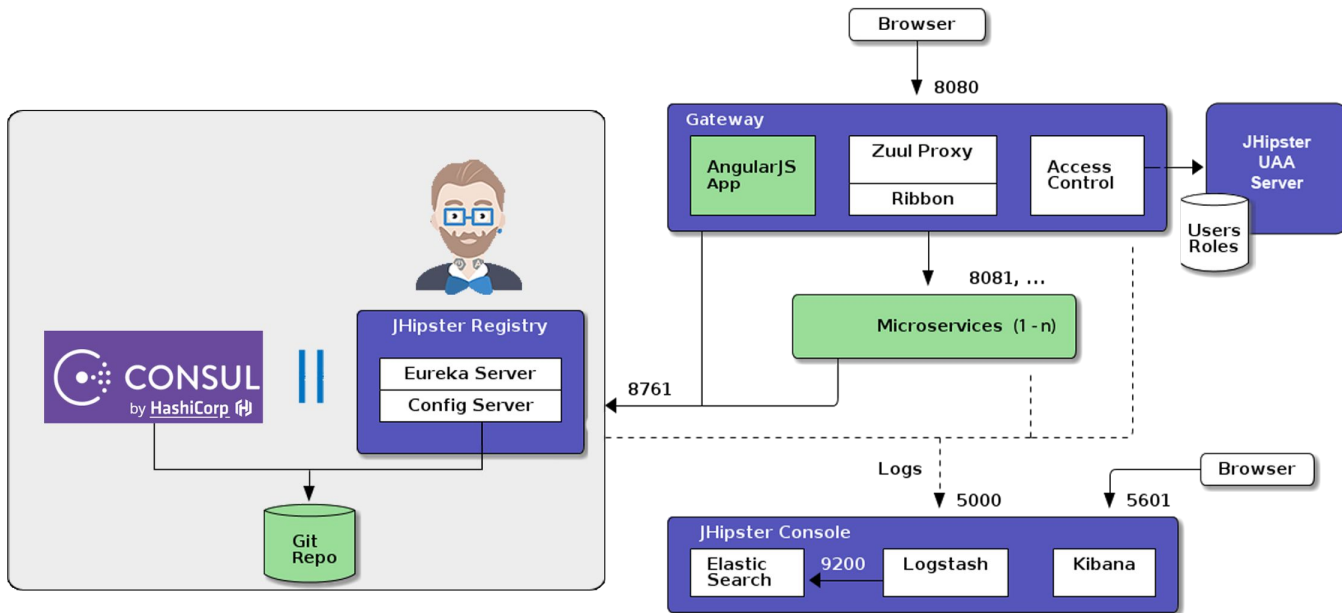 Browser
8080
Gateway
AngularJS
App
Zuul Proxy
Ribbon
Access
Control
JHipster
UAA
Server
Users
Roles
8081, ...
Microservices (1 - n)
JHipster Registry
Eureka Server
Config Server
CONSUL
by HashiCorp
8761
Git
Repo
Logs
5000
5601
Browser
JHipster Console
Elastic
Search
9200
Logstash
Kibana